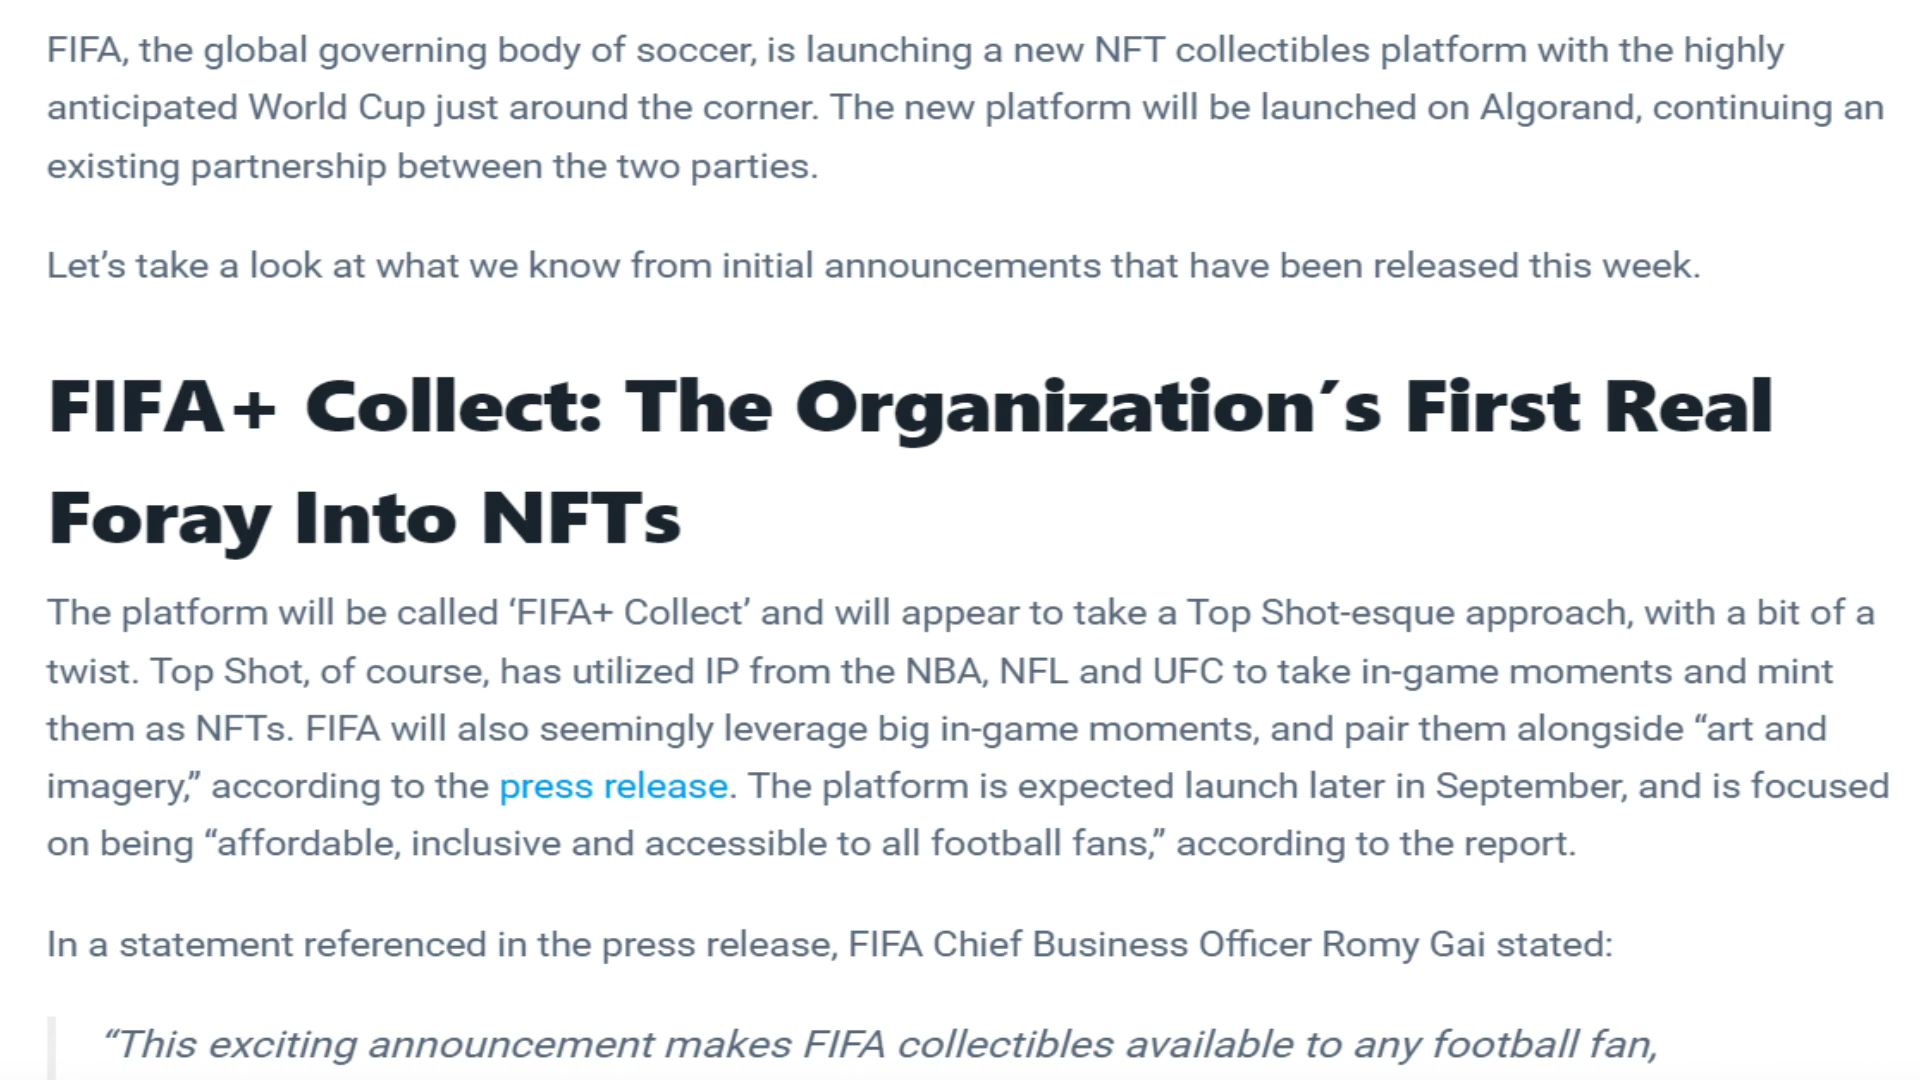 FIFA, the global governing body of soccer, is launching a new NFT collectibles platform with the highly
anticipated World Cup just around the corner. The new platform will be launched on Algorand, continuing an
existing partnership between the two parties.
Let’s take a look at what we know from initial announcements that have been released this week.
FIFA+ Collect: The Organization’s First Real
Foray Into NFTs
The platform will be called ‘FIFA+ Collect’ and will appear to take a Top Shot-esque approach, with a bit of a
twist. Top Shot, of course, has utilized IP from the NBA, NFL and UFC to take in-game moments and mint
them as NFTs. FIFA will also seemingly leverage big in-game moments, and pair them alongside “art and
imagery,” according to the press release. The platform is expected launch later in September, and is focused
on being “affordable, inclusive and accessible to all football fans,” according to the report.
In a statement referenced in the press release, FIFA Chief Business Officer Romy Gai stated:
“This exciting announcement makes FIFA collectibles available to any football fan,